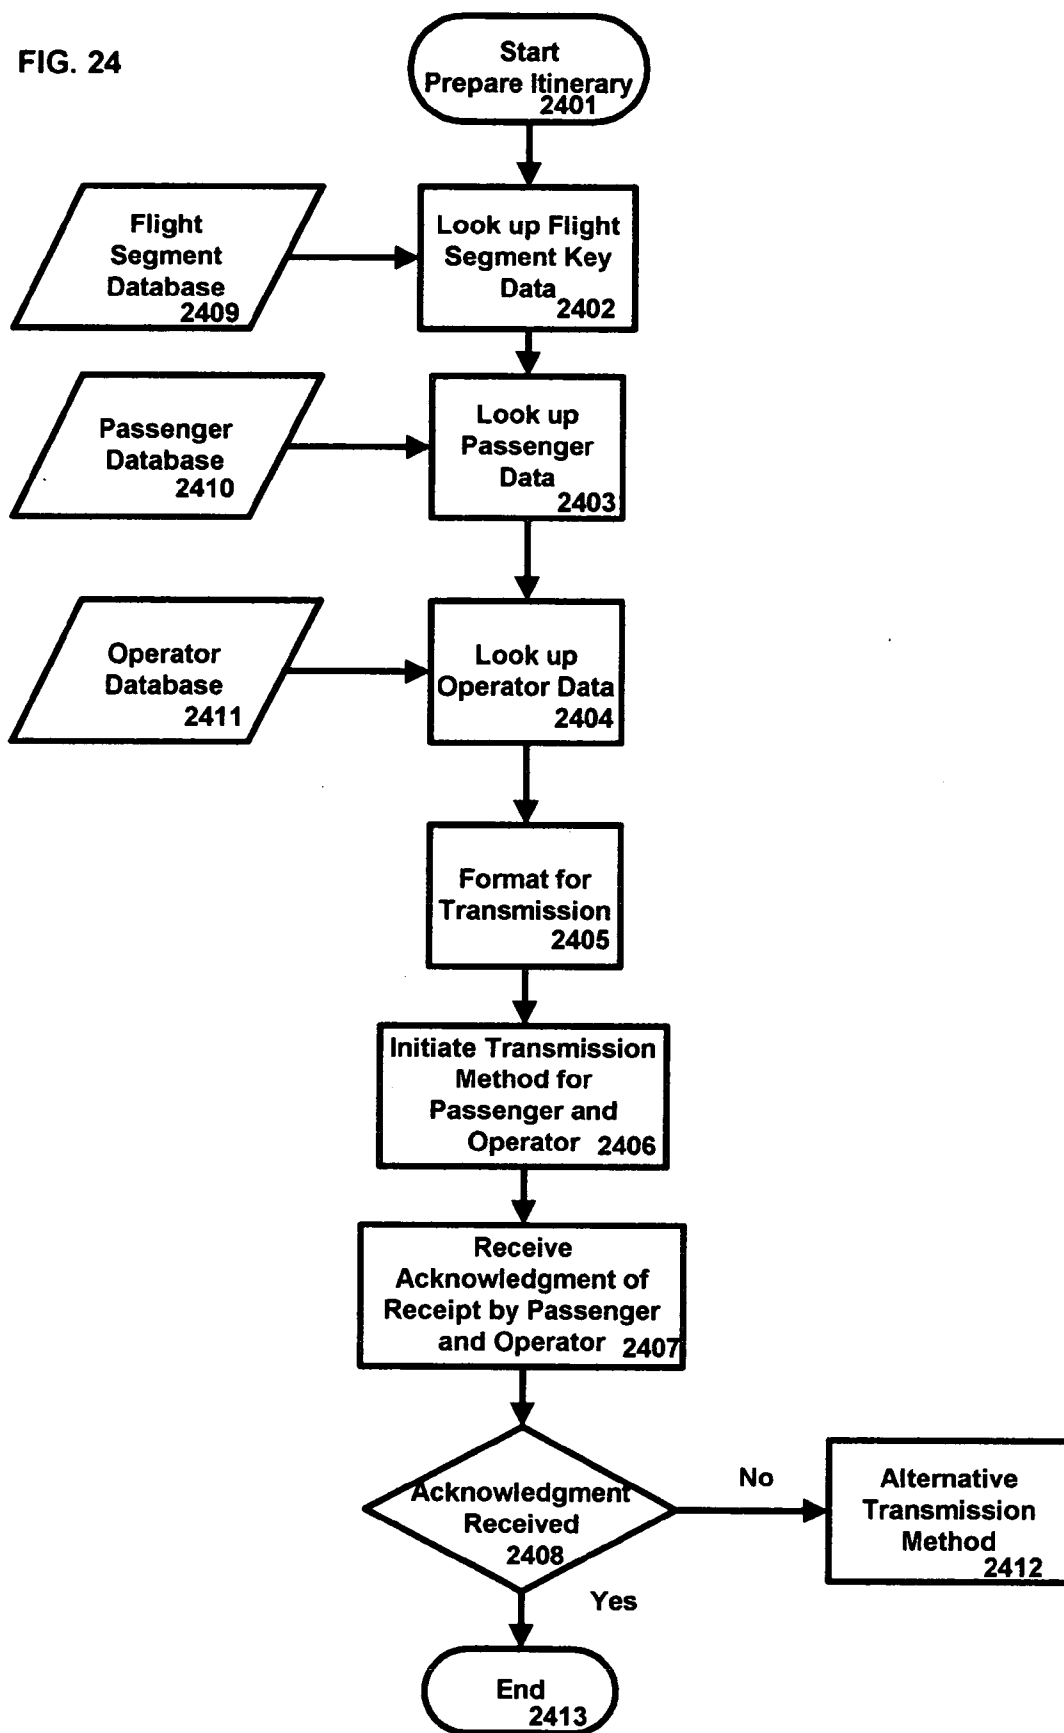 FIG. 24
Start
Prepare Itinerary
2401
Flight
Segment
Database
2409
Look up Flight
Segment Key
Data
2402
Passenger
Database
2410
Look up
Passenger
Data
2403
Operator
Database
2411
Look up
Operator Data
2404
Format for
Transmission
2405
Initiate Transmission
Method for
Passenger and
Operator 2406
Receive
Acknowledgment of
Receipt by Passenger
and Operator 2407
Acknowledgment
Received
2408
No
Alternative
Transmission
Method
2412
Yes
End
2413